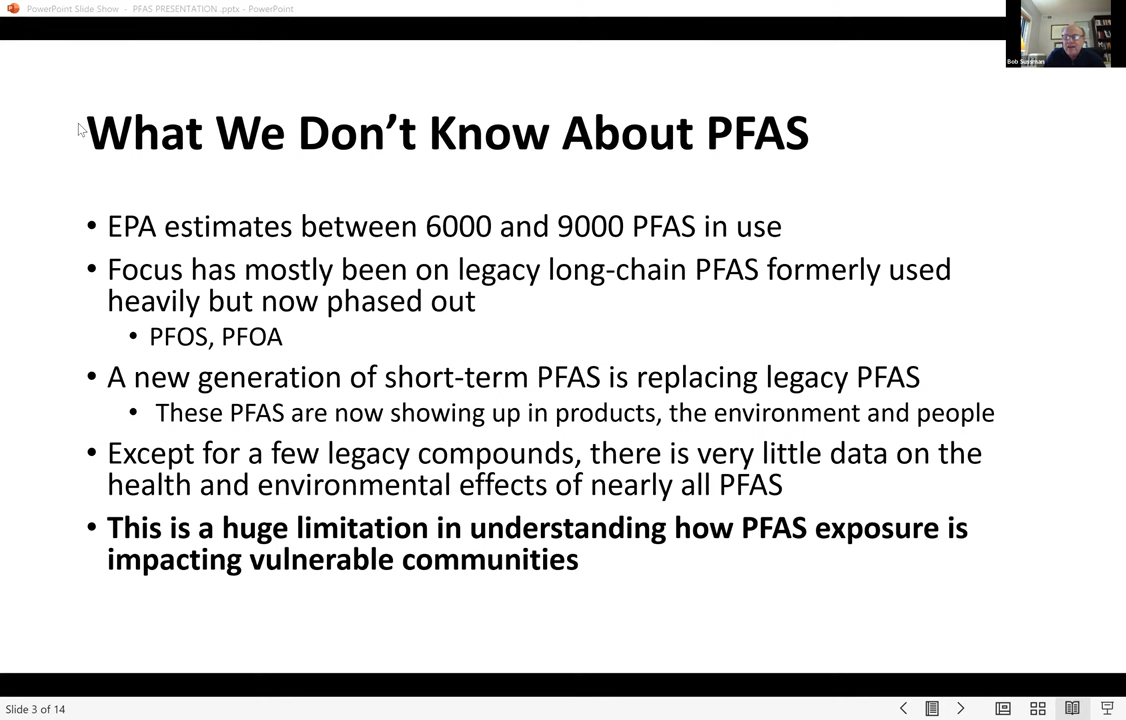 PowerPoint Slide Show - PFAS PRESENTATION .pptx - PowerPoint
Bob Sussman
What We Don't Know About PFAS
• EPA estimates between 6000 and 9000 PFAS in use
• Focus has mostly been on legacy long-chain PFAS formerly used
heavily but now phased out
• PFOS, PFOA
• A new generation of short-term PFAS is replacing legacy PFAS
• These PFAS are now showing up in products, the environment and people
• Except for a few legacy compounds, there is very little data on the
health and environmental effects of nearly all PFAS
• This is a huge limitation in understanding how PFAS exposure is
impacting vulnerable communities
Slide 3 of 14